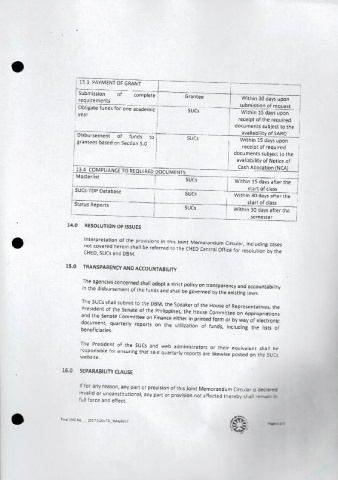 13.3 PAYMENT OF GRANT
Submission of complete requirements
Grantee
Within 30 days upon submission of request
Obligate funds for one academic year
SUCs
Within 15 days upon receipt of the required documents subject to the availability of SARO
Disbursement of funds to grantees based on Section 5.0
SUCs
Within 15 days upon receipt of required documents subject to the availability of Notice of Cash Allocation (NCA)
13.4 COMPLIANCE TO REQUIRED DOCUMENTS
Masterlist
SUCs
Within 15 days after the start of class
SUCs-TDP Database
SUCs
Within 30 days after the start of class
Status Reports
SUCs
Within 30 days after the semester
14.0 RESOLUTION OF ISSUES
Interpretation of the provisions in this Joint Memorandum Circular, including cases
not covered herein shall be referred to the CHED Central Office for resolution by the
CHED, SUCs and DBM.
15.0 TRANSPARENCY AND ACCOUNTABILITY
The agencies concerned shall adopt a strict policy on transparency and accountability
in the disbursement of the funds and shall be governed by the existing laws.
The SUCs shall submit to the DBM, the Speaker of the House of Representatives, the
President of the Senate of the Philippines, the House Committee on Appropriations
and the Senate Committee on Finance either in printed form or by way of electronic
document, quarterly reports on the utilization of funds, including the lists of
beneficiaries.
The President of the SUCs and web administrators or their equivalent shall be
responsible for ensuring that said quarterly reports are likewise posted on the SUCs
website.
16.0 SEPARABILITY CLAUSE
If for any reason, any part or provision of this Joint Memorandum Circular is declared
invalid or unconstitutional, any part or provision not affected thereby shall remain in
full force and effect.